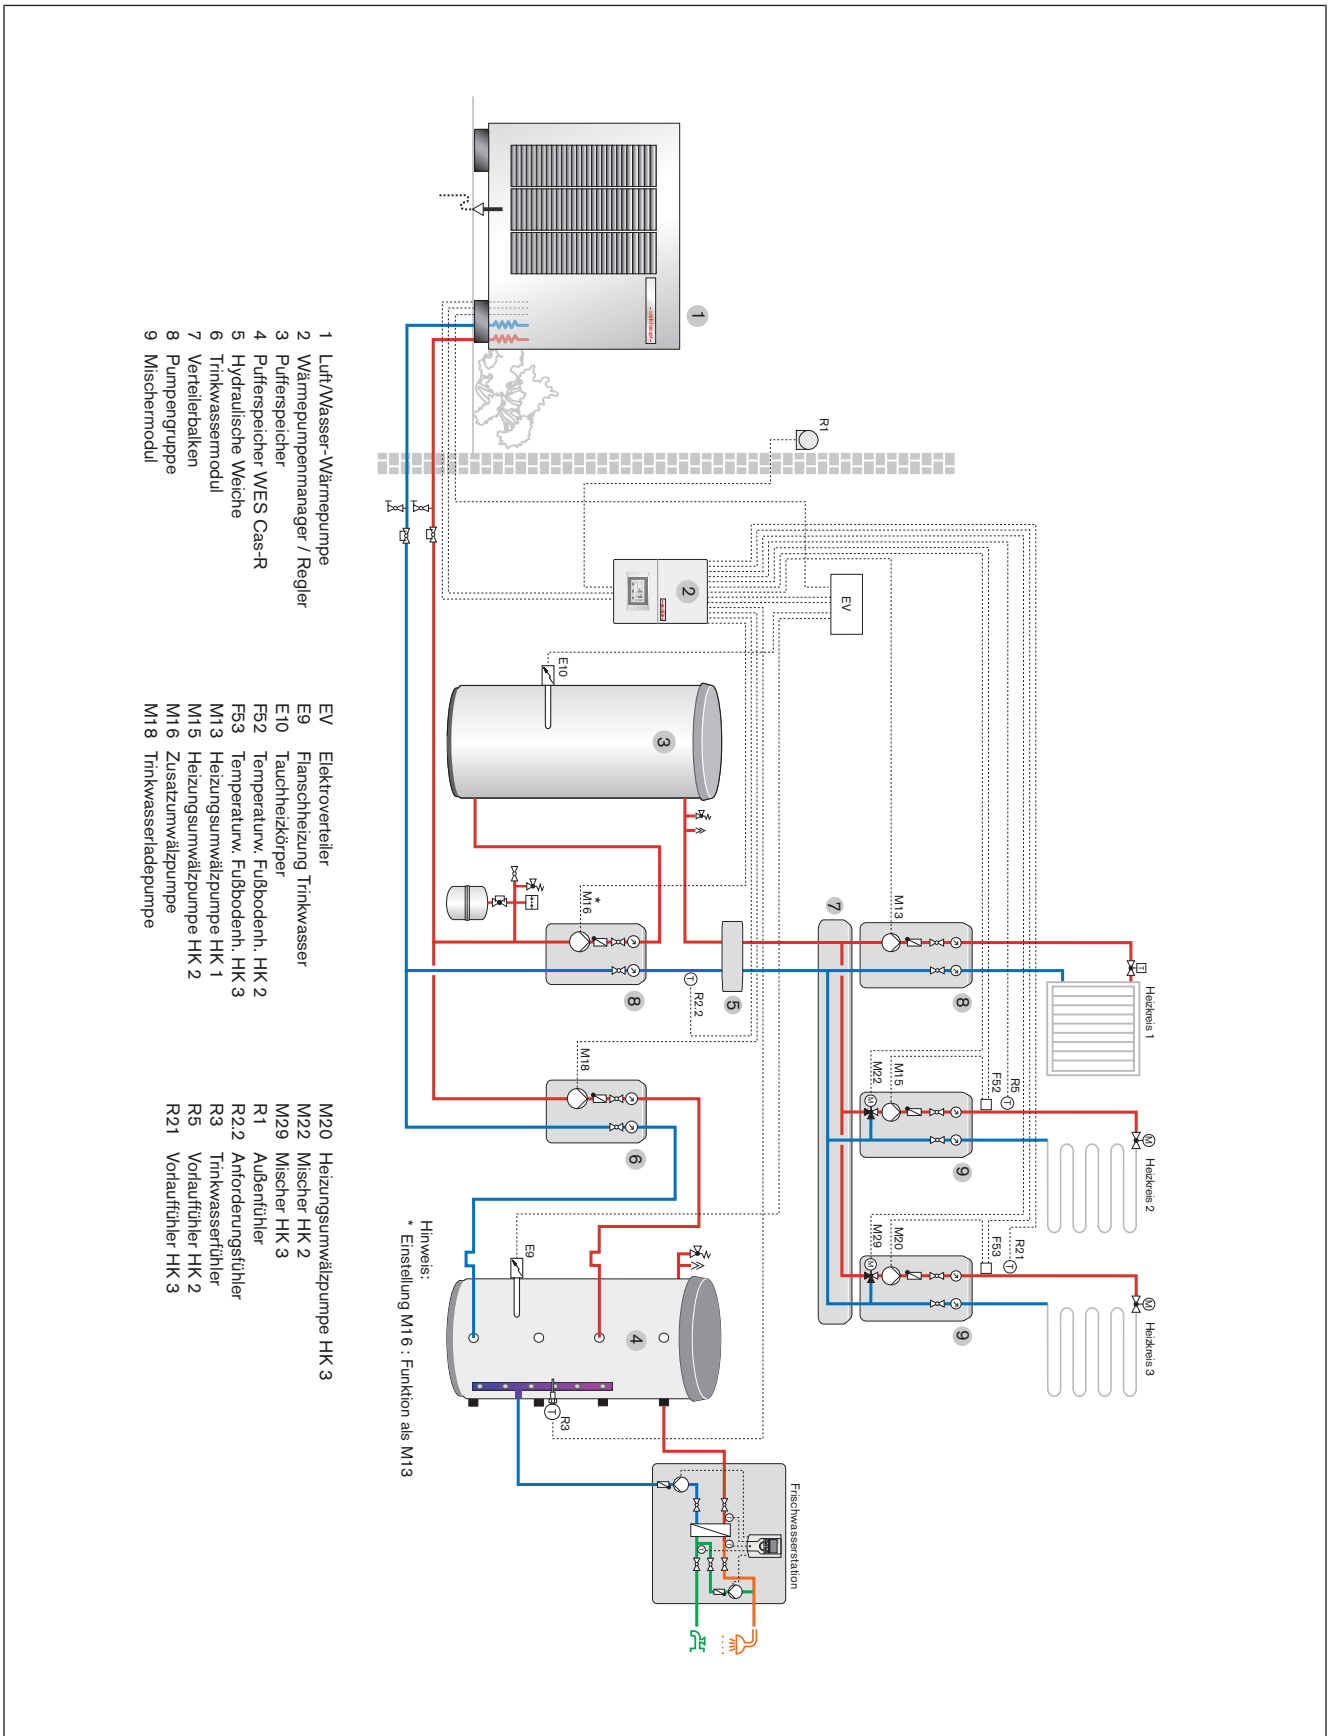 1
R1
2
EV
E10
3
M16
*
8
R2.2
5
7
M13
8
Heizkreis 1
M18
6
M22
M15
F52
R5
9
Heizkreis 2
M29
M20
F53
R21
9
Heizkreis 3
E9
4
R3
Frischwasserstation
Hinweis:
* Einstellung M16 : Funktion als M13
1 Luft/Wasser-Wärmepumpe
2 Wärmepumpenmanager / Regler
3 Pufferspeicher
4 Pufferspeicher WES Cas-R
5 Hydraulische Weiche
6 Trinkwassermodul
7 Verteilerbalken
8 Pumpengruppe
9 Mischermodul
EV Elektroverteiler
E9 Flanschheizung Trinkwasser
E10 Tauchheizkörper
F52 Temperaturw. Fußbodenh. HK 2
F53 Temperaturw. Fußbodenh. HK 3
M13 Heizungsumwälzpumpe HK 1
M15 Heizungsumwälzpumpe HK 2
M16 Zusatzumwälzpumpe
M18 Trinkwasserladepumpe
M20 Heizungsumwälzpumpe HK 3
M22 Mischer HK 2
M29 Mischer HK 3
R1 Außenfühler
R2.2 Anforderungsfühler
R3 Trinkwasserfühler
R5 Vorlauffühler HK 2
R21 Vorlauffühler HK 3